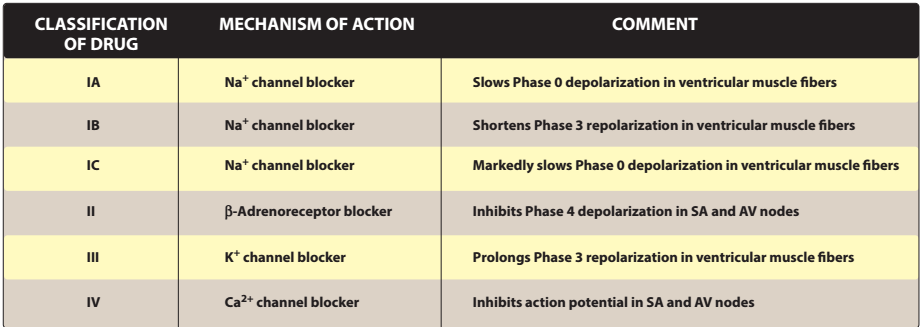 CLASSIFICATION MECHANISM OF ACTION COMMENT
OF DRUG
IA Na⁺ channel blocker Slows Phase 0 depolarization in ventricular muscle fibers
IB Na⁺ channel blocker Shortens Phase 3 repolarization in ventricular muscle fibers
IC Na⁺ channel blocker Markedly slows Phase 0 depolarization in ventricular muscle fibers
II β-Adrenoreceptor blocker Inhibits Phase 4 depolarization in SA and AV nodes
III K⁺ channel blocker Prolongs Phase 3 repolarization in ventricular muscle fibers
IV Ca²⁺ channel blocker Inhibits action potential in SA and AV nodes